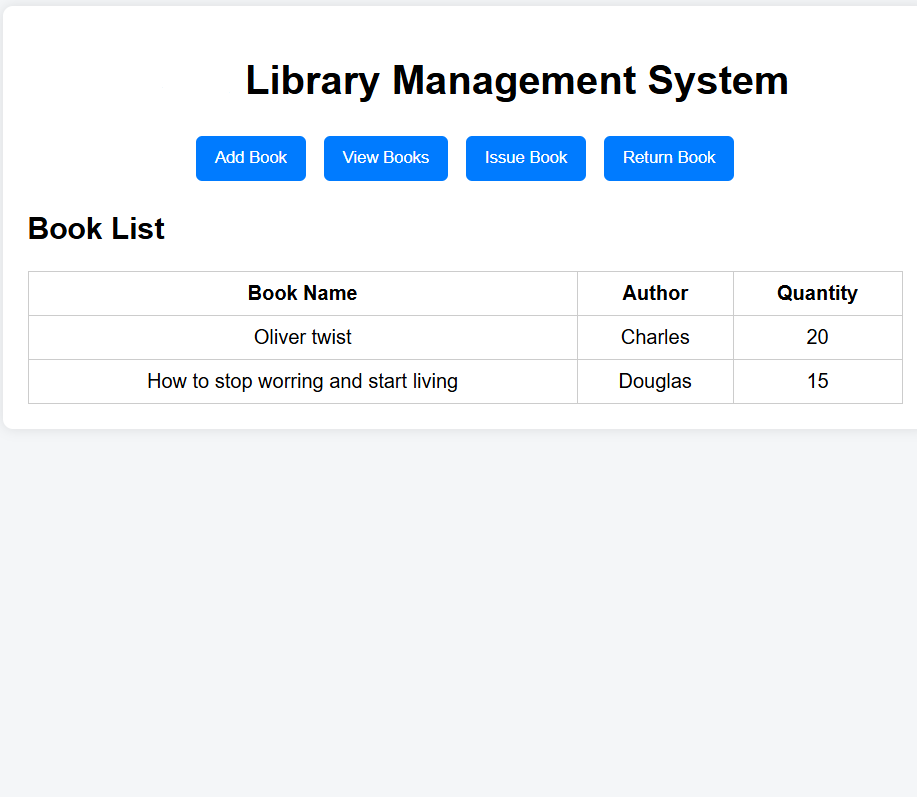 Library Management System
Add Book View Books Issue Book Return Book
Book List
Book Name Author Quantity
Oliver twist Charles 20
How to stop worring and start living Douglas 15